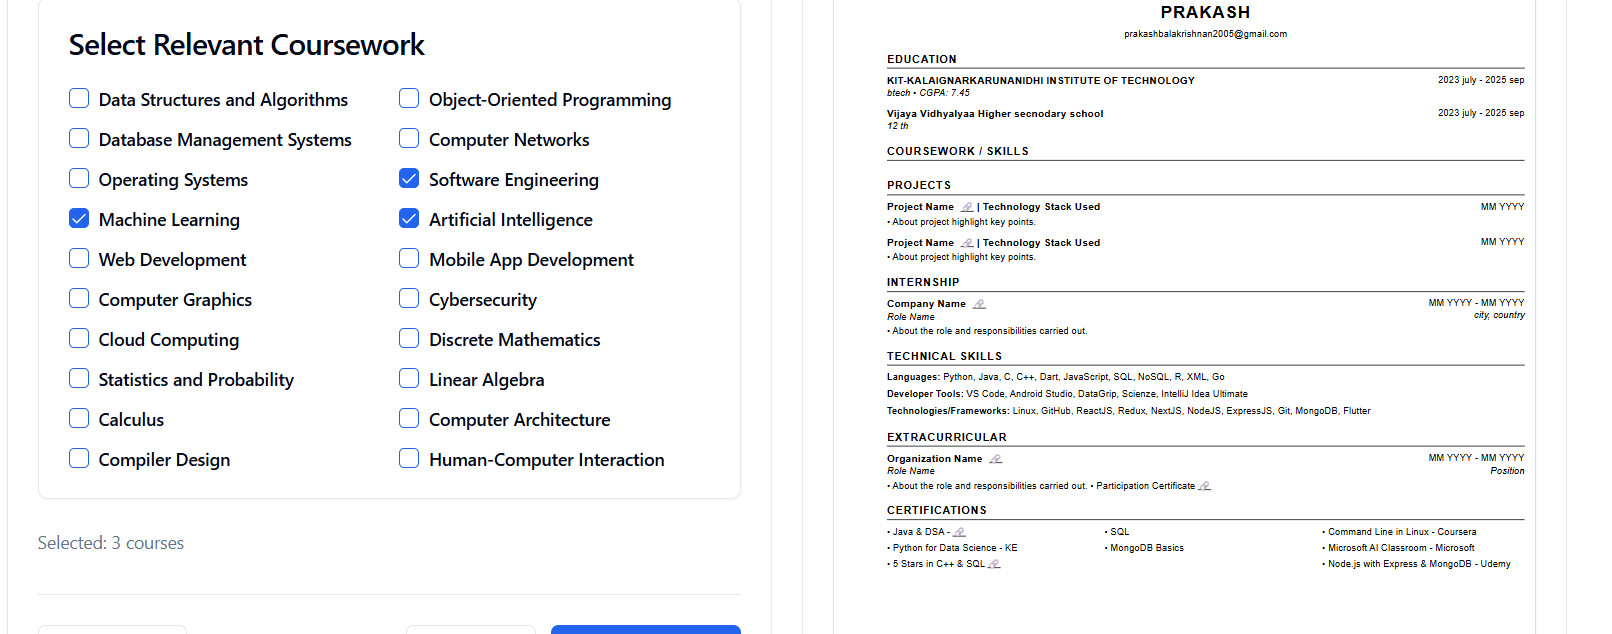 Select Relevant Coursework
Data Structures and Algorithms
Object-Oriented Programming
Database Management Systems
Computer Networks
Operating Systems
Software Engineering
Machine Learning
Artificial Intelligence
Web Development
Mobile App Development
Computer Graphics
Cybersecurity
Cloud Computing
Discrete Mathematics
Statistics and Probability
Linear Algebra
Calculus
Computer Architecture
Compiler Design
Human-Computer Interaction
Selected: 3 courses
PRAKASH
prakashbalakrishnan2005@gmail.com
EDUCATION
KIT-KALAIGNARKARUNANIDHI INSTITUTE OF TECHNOLOGY 2023 july - 2025 sep
btech • CGPA: 7.45
Vijaya Vidhyalyaa Higher secnodary school 2023 july - 2025 sep
12 th
COURSEWORK / SKILLS
PROJECTS
Project Name | Technology Stack Used MM YYYY
• About project highlight key points.
Project Name | Technology Stack Used MM YYYY
• About project highlight key points.
INTERNSHIP
Company Name MM YYYY - MM YYYY
Role Name city, country
• About the role and responsibilities carried out.
TECHNICAL SKILLS
Languages: Python, Java, C, C++, Dart, JavaScript, SQL, NoSQL, R, XML, Go
Developer Tools: VS Code, Android Studio, DataGrip, Scienze, IntelliJ Idea Ultimate
Technologies/Frameworks: Linux, GitHub, ReactJS, Redux, NextJS, NodeJS, ExpressJS, Git, MongoDB, Flutter
EXTRACURRICULAR
Organization Name MM YYYY - MM YYYY
Role Name Position
• About the role and responsibilities carried out. • Participation Certificate
CERTIFICATIONS
• Java & DSA - • SQL • Command Line in Linux - Coursera
• Python for Data Science - KE • MongoDB Basics • Microsoft AI Classroom - Microsoft
• 5 Stars in C++ & SQL • Node.js with Express & MongoDB - Udemy